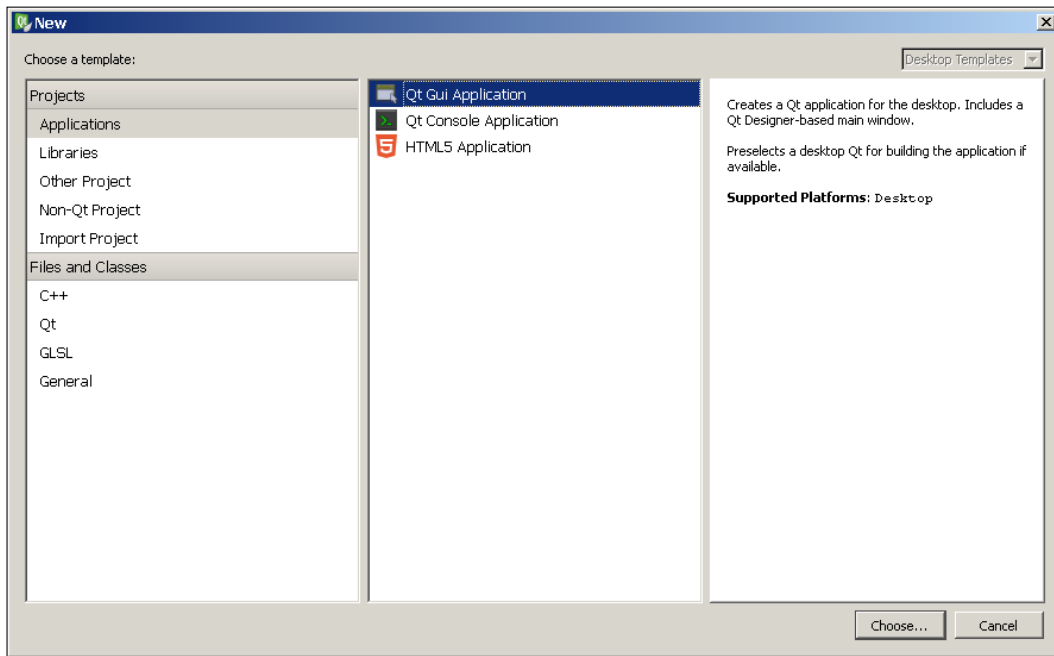 New
Choose a template:
Desktop Templates
Projects
Applications
Libraries
Other Project
Non-Qt Project
Import Project
Files and Classes
C++
Qt
GLSL
General
Qt Gui Application
Qt Console Application
HTML5 Application
Creates a Qt application for the desktop. Includes a
Qt Designer-based main window.
Preselects a desktop Qt for building the application if
available.
Supported Platforms: Desktop
Choose...
Cancel